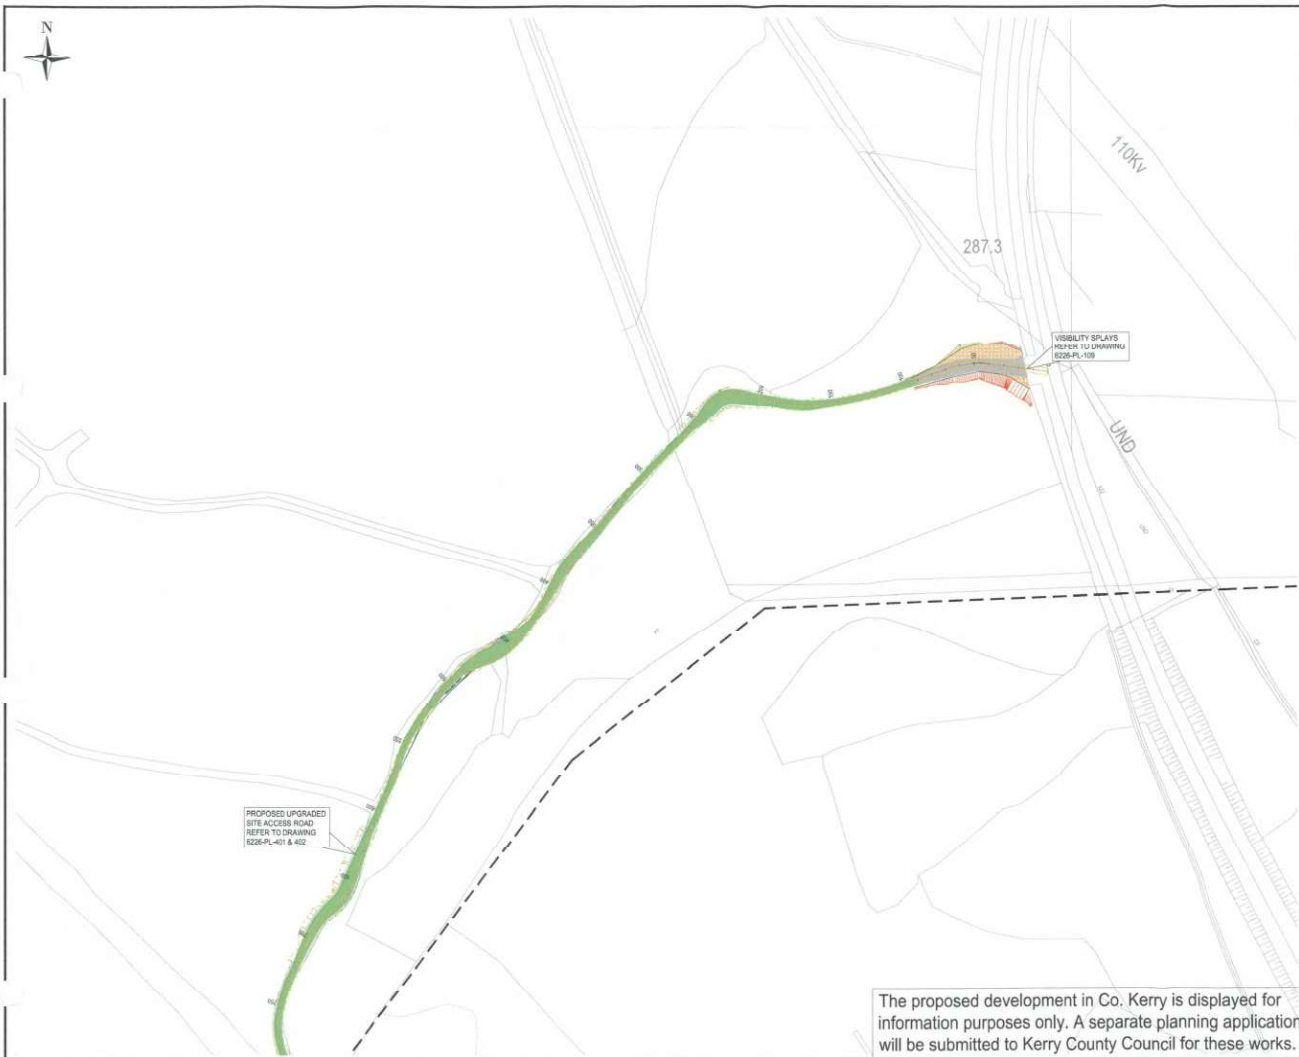 N
110Kv
287.3
VISIBILITY SPLAYS
REFER TO DRAWING
6226-PL-109
UND
PROPOSED UPGRADED
SITE ACCESS ROAD
REFER TO DRAWING
6226-PL-401 & 402
The proposed development in Co. Kerry is displayed for
information purposes only. A separate planning application
will be submitted to Kerry County Council for these works.